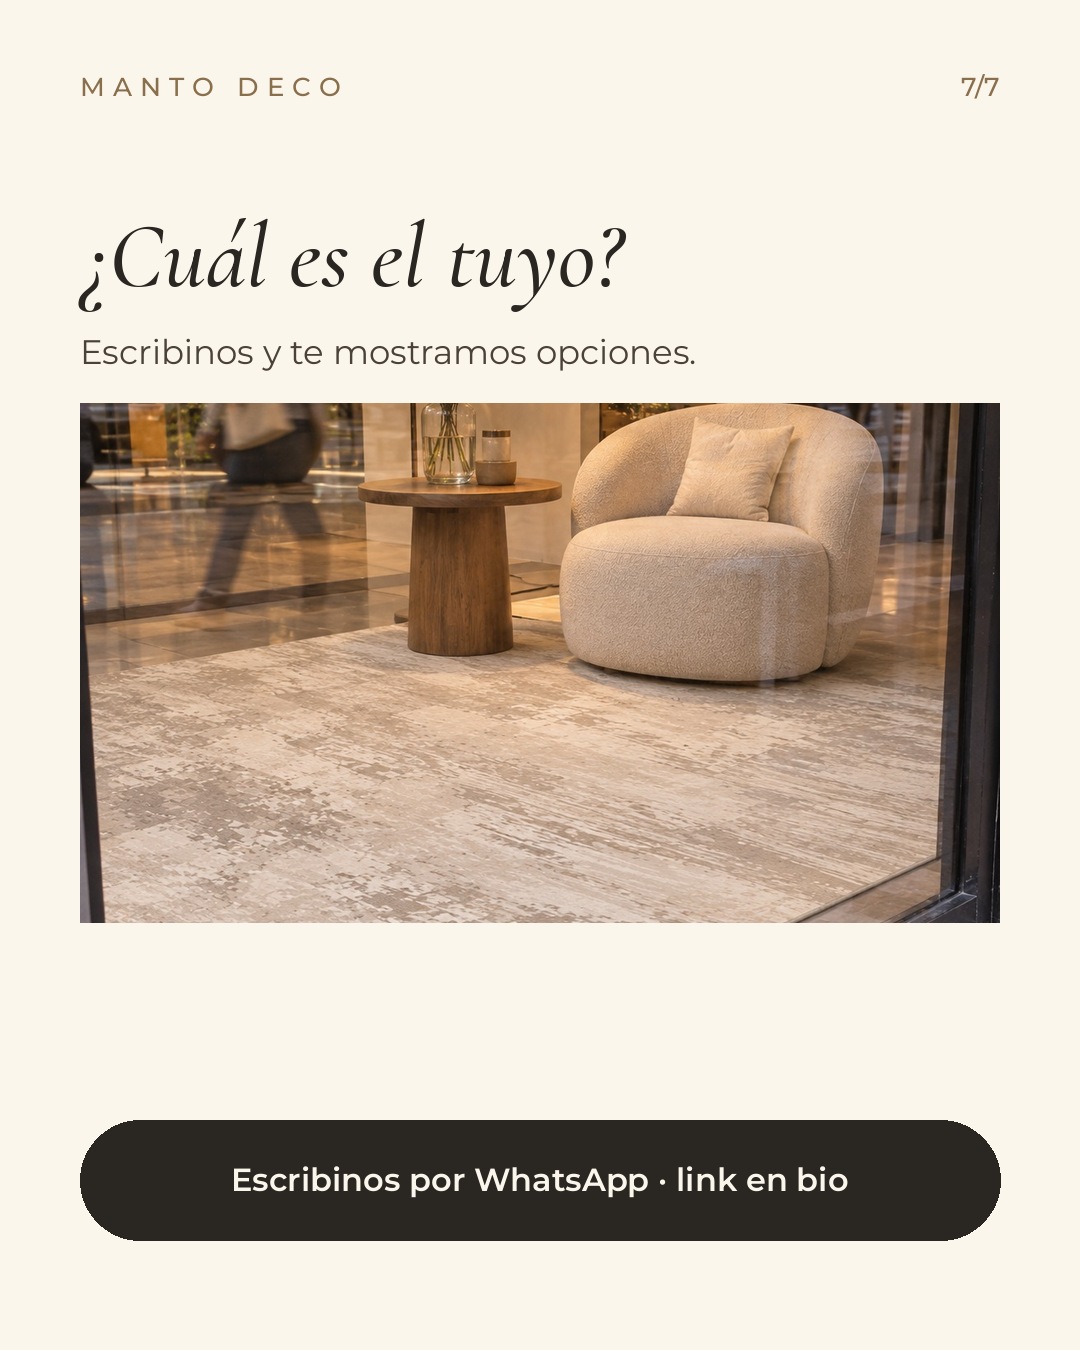 MANTO DECO
7/7
¿Cuál es el tuyo?
Escribinos y te mostramos opciones.
Escribinos por WhatsApp · link en bio